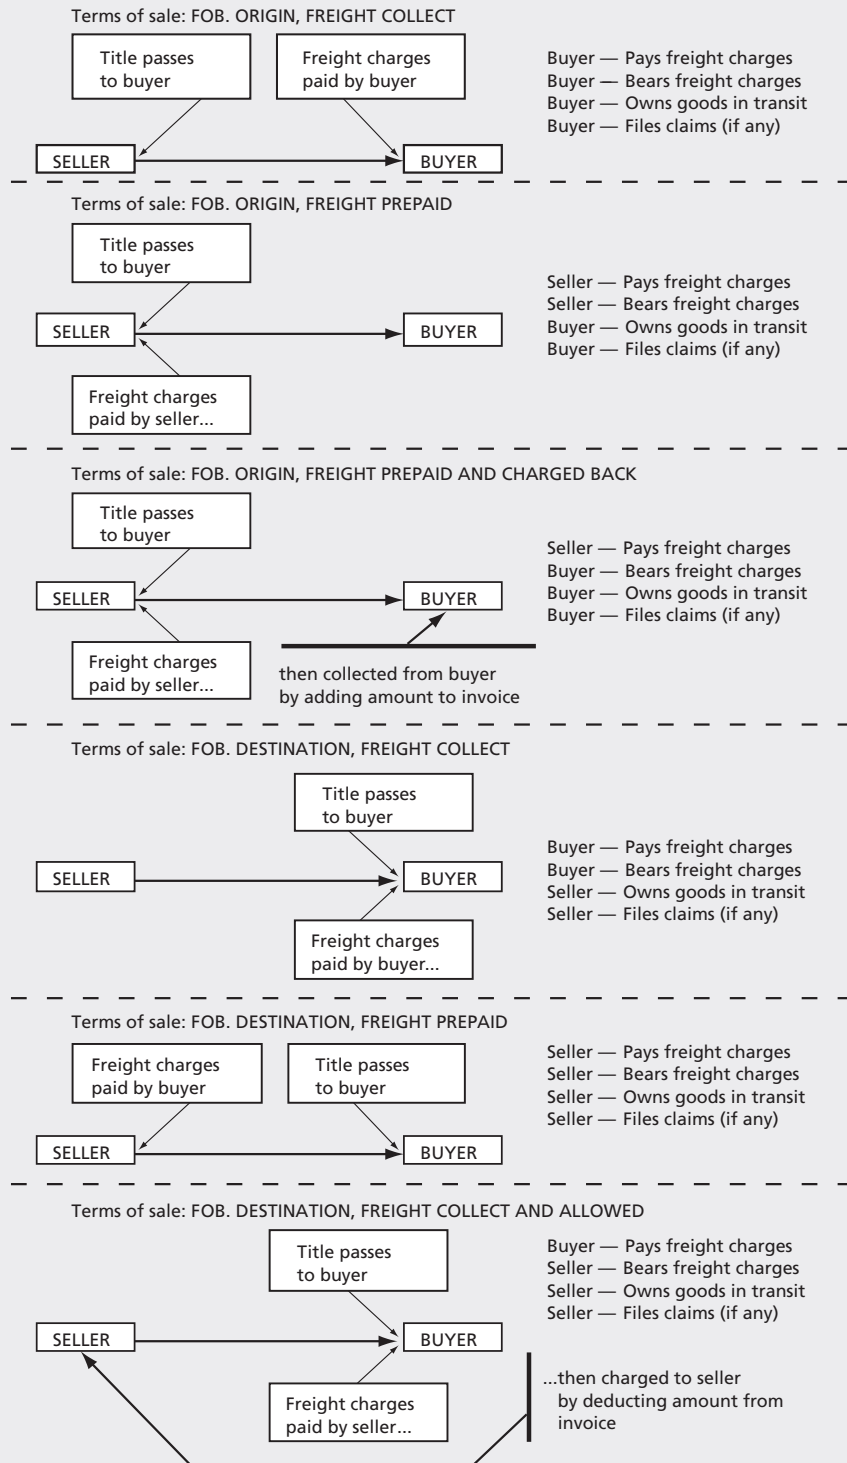 Terms of sale: FOB. ORIGIN, FREIGHT COLLECT
Title passes
to buyer
Freight charges
paid by buyer
Buyer — Pays freight charges
Buyer — Bears freight charges
Buyer — Owns goods in transit
Buyer — Files claims (if any)
SELLER
BUYER
Terms of sale: FOB. ORIGIN, FREIGHT PREPAID
Title passes
to buyer
Seller — Pays freight charges
Seller — Bears freight charges
Buyer — Owns goods in transit
Buyer — Files claims (if any)
SELLER
BUYER
Freight charges
paid by seller...
Terms of sale: FOB. ORIGIN, FREIGHT PREPAID AND CHARGED BACK
Title passes
to buyer
Seller — Pays freight charges
Buyer — Bears freight charges
Buyer — Owns goods in transit
Buyer — Files claims (if any)
SELLER
BUYER
Freight charges
paid by seller...
then collected from buyer
by adding amount to invoice
Terms of sale: FOB. DESTINATION, FREIGHT COLLECT
Title passes
to buyer
Buyer — Pays freight charges
Buyer — Bears freight charges
Seller — Owns goods in transit
Seller — Files claims (if any)
SELLER
BUYER
Freight charges
paid by buyer...
Terms of sale: FOB. DESTINATION, FREIGHT PREPAID
Freight charges
paid by buyer
Title passes
to buyer
Seller — Pays freight charges
Seller — Bears freight charges
Seller — Owns goods in transit
Seller — Files claims (if any)
SELLER
BUYER
Terms of sale: FOB. DESTINATION, FREIGHT COLLECT AND ALLOWED
Title passes
to buyer
Buyer — Pays freight charges
Seller — Bears freight charges
Seller — Owns goods in transit
Seller — Files claims (if any)
SELLER
BUYER
Freight charges
paid by seller...
...then charged to seller
by deducting amount from
invoice